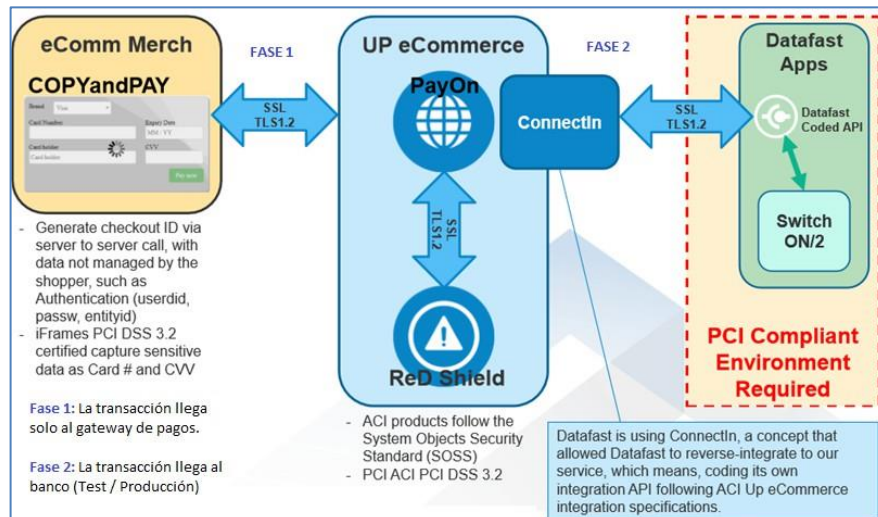 eComm Merch
COPYandPAY
Brand
Visa
Card Number
Expiry Date
MM / YY
Card holder
CVV
Card holder
Pay now
- Generate checkout ID via
server to server call, with
data not managed by the
shopper, such as
Authentication (userdid,
passw, entityid)
- iFrames PCI DSS 3.2
certified capture sensitive
data as Card # and CVV
Fase 1: La transacción llega
solo al gateway de pagos.
Fase 2: La transacción llega al
banco (Test / Producción)
FASE 1
SSL
TLS1.2
UP eCommerce
PayOn
SSL
TLS1.2
ReD Shield
- ACI products follow the
System Objects Security
Standard (SOSS)
- PCI ACI PCI DSS 3.2
FASE 2
ConnectIn
SSL
TLS1.2
Datafast
Apps
Datafast
Coded API
Switch
ON/2
PCI Compliant
Environment
Required
Datafast is using ConnectIn, a concept that
allowed Datafast to reverse-integrate to our
service, which means, coding its own
integration API following ACI Up eCommerce
integration specifications.